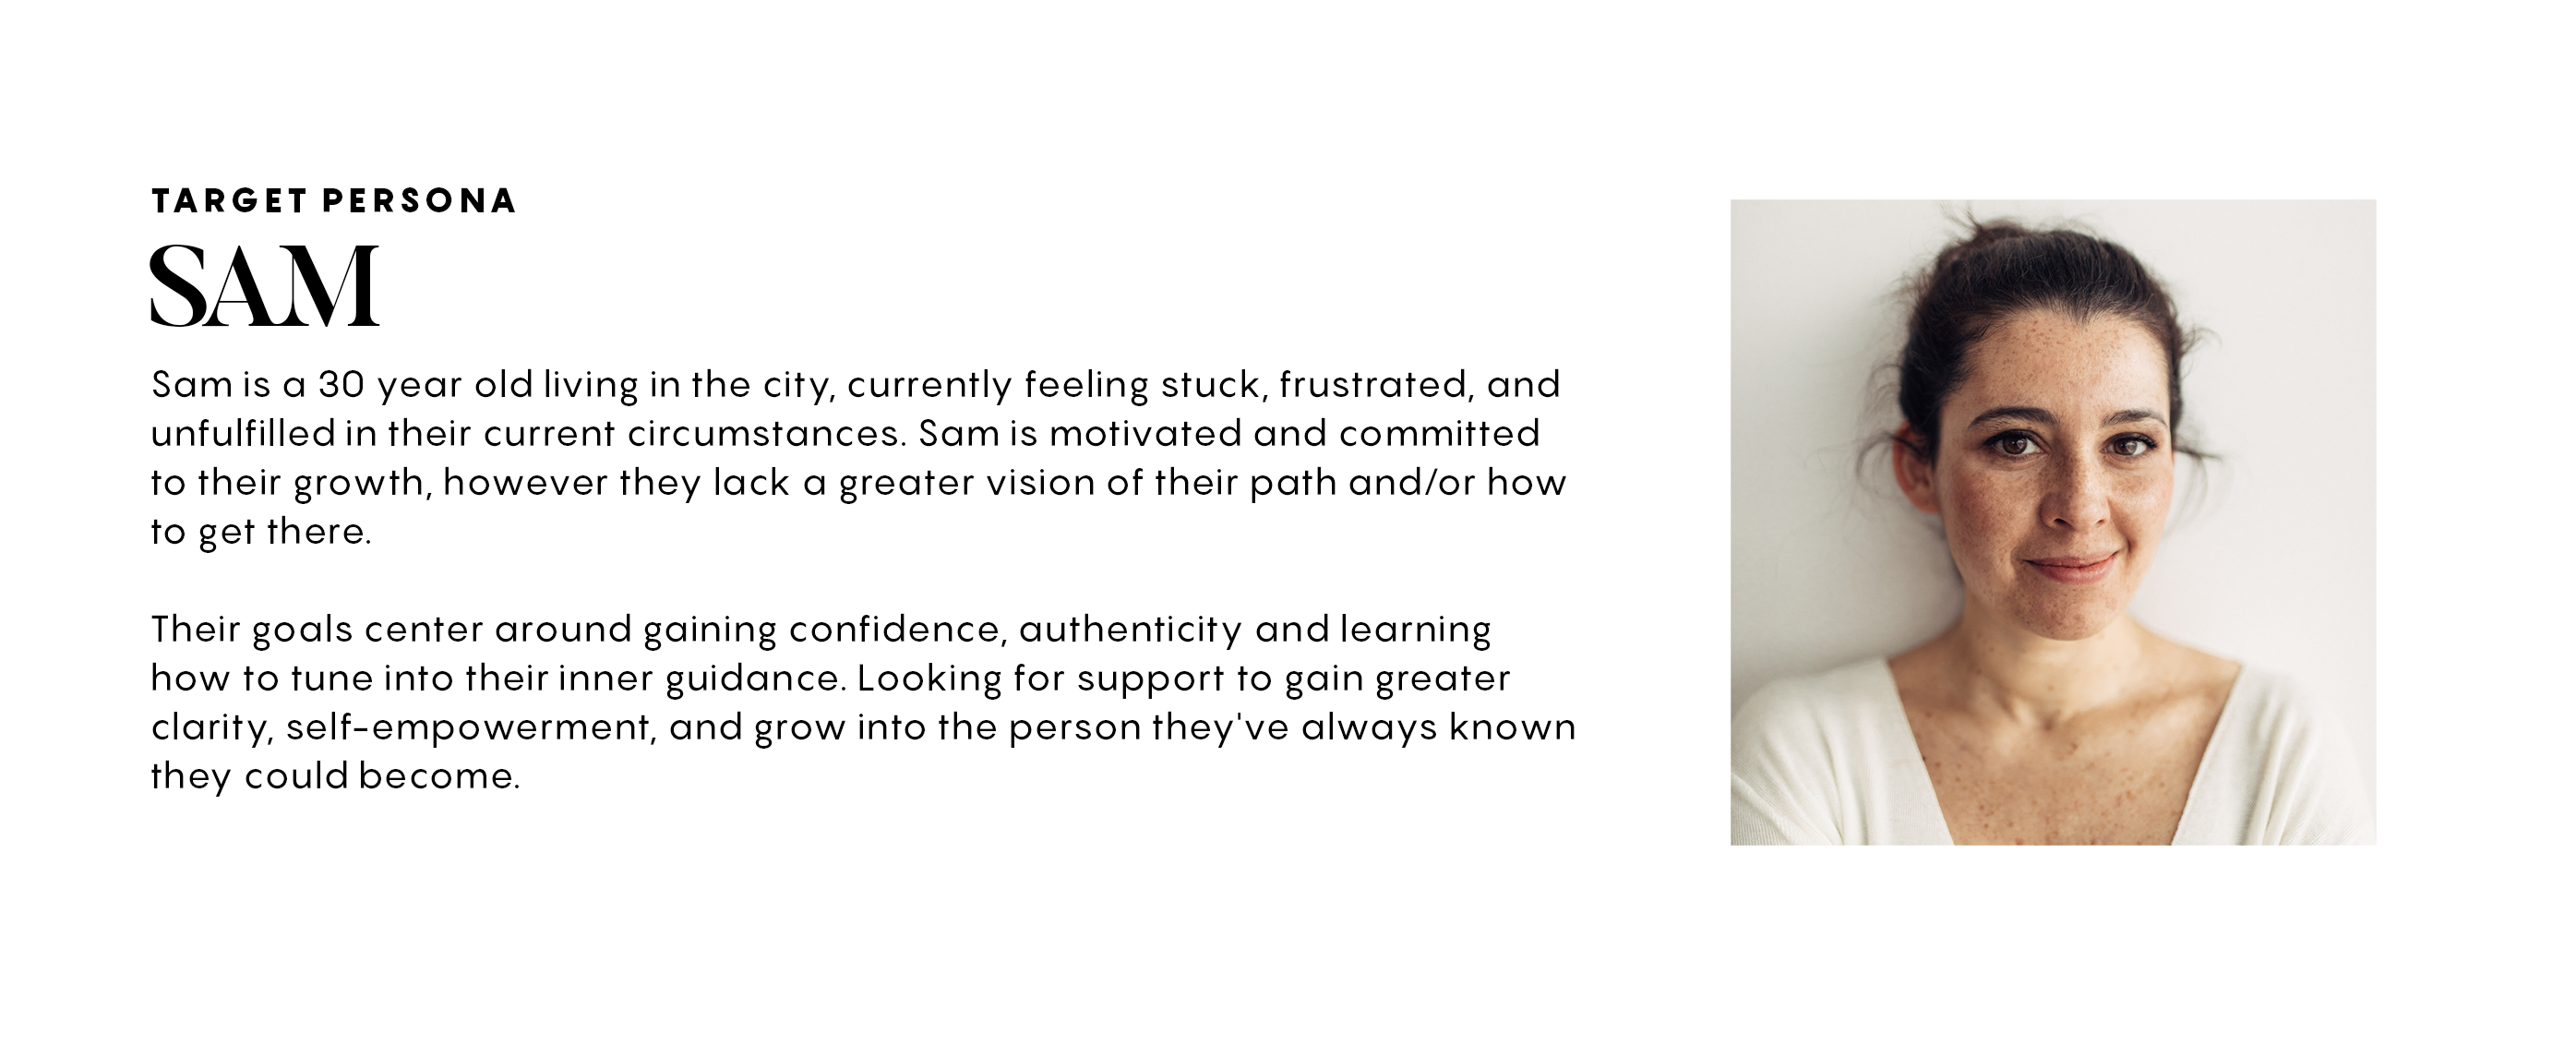 TARGET PERSONA
SAM
Sam is a 30 year old living in the city, currently feeling stuck, frustrated, and
unfulfilled in their current circumstances. Sam is motivated and committed
to their growth, however they lack a greater vision of their path and/or how
to get there.
Their goals center around gaining confidence, authenticity and learning
how to tune into their inner guidance. Looking for support to gain greater
clarity, self-empowerment, and grow into the person they've always known
they could become.